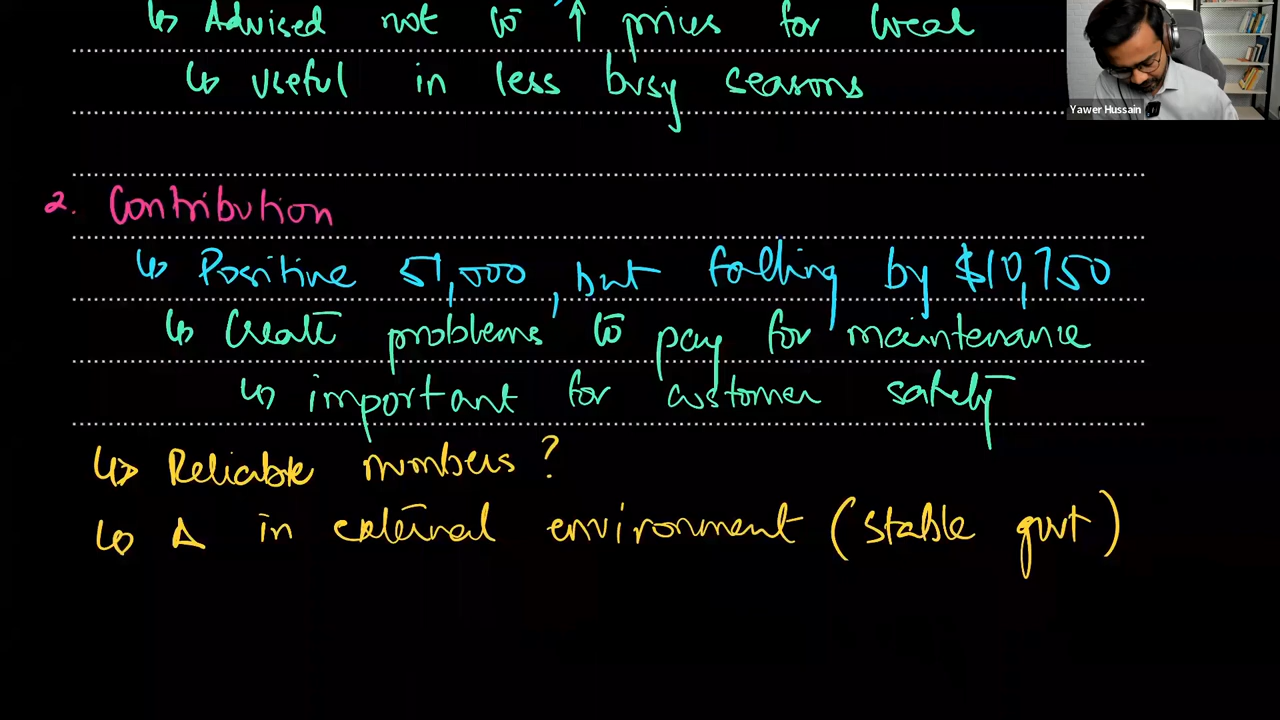 ↳ Advised not to ↑ prices for local
↳ useful in less busy seasons
Yawer Hussain
2. Contribution
↳ Positive 51,000, but falling by $10,750
↳ Create problems to pay for maintenance
↳ important for customer safety
↳ Reliable numbers?
↳ Δ in external environment (stable govt)